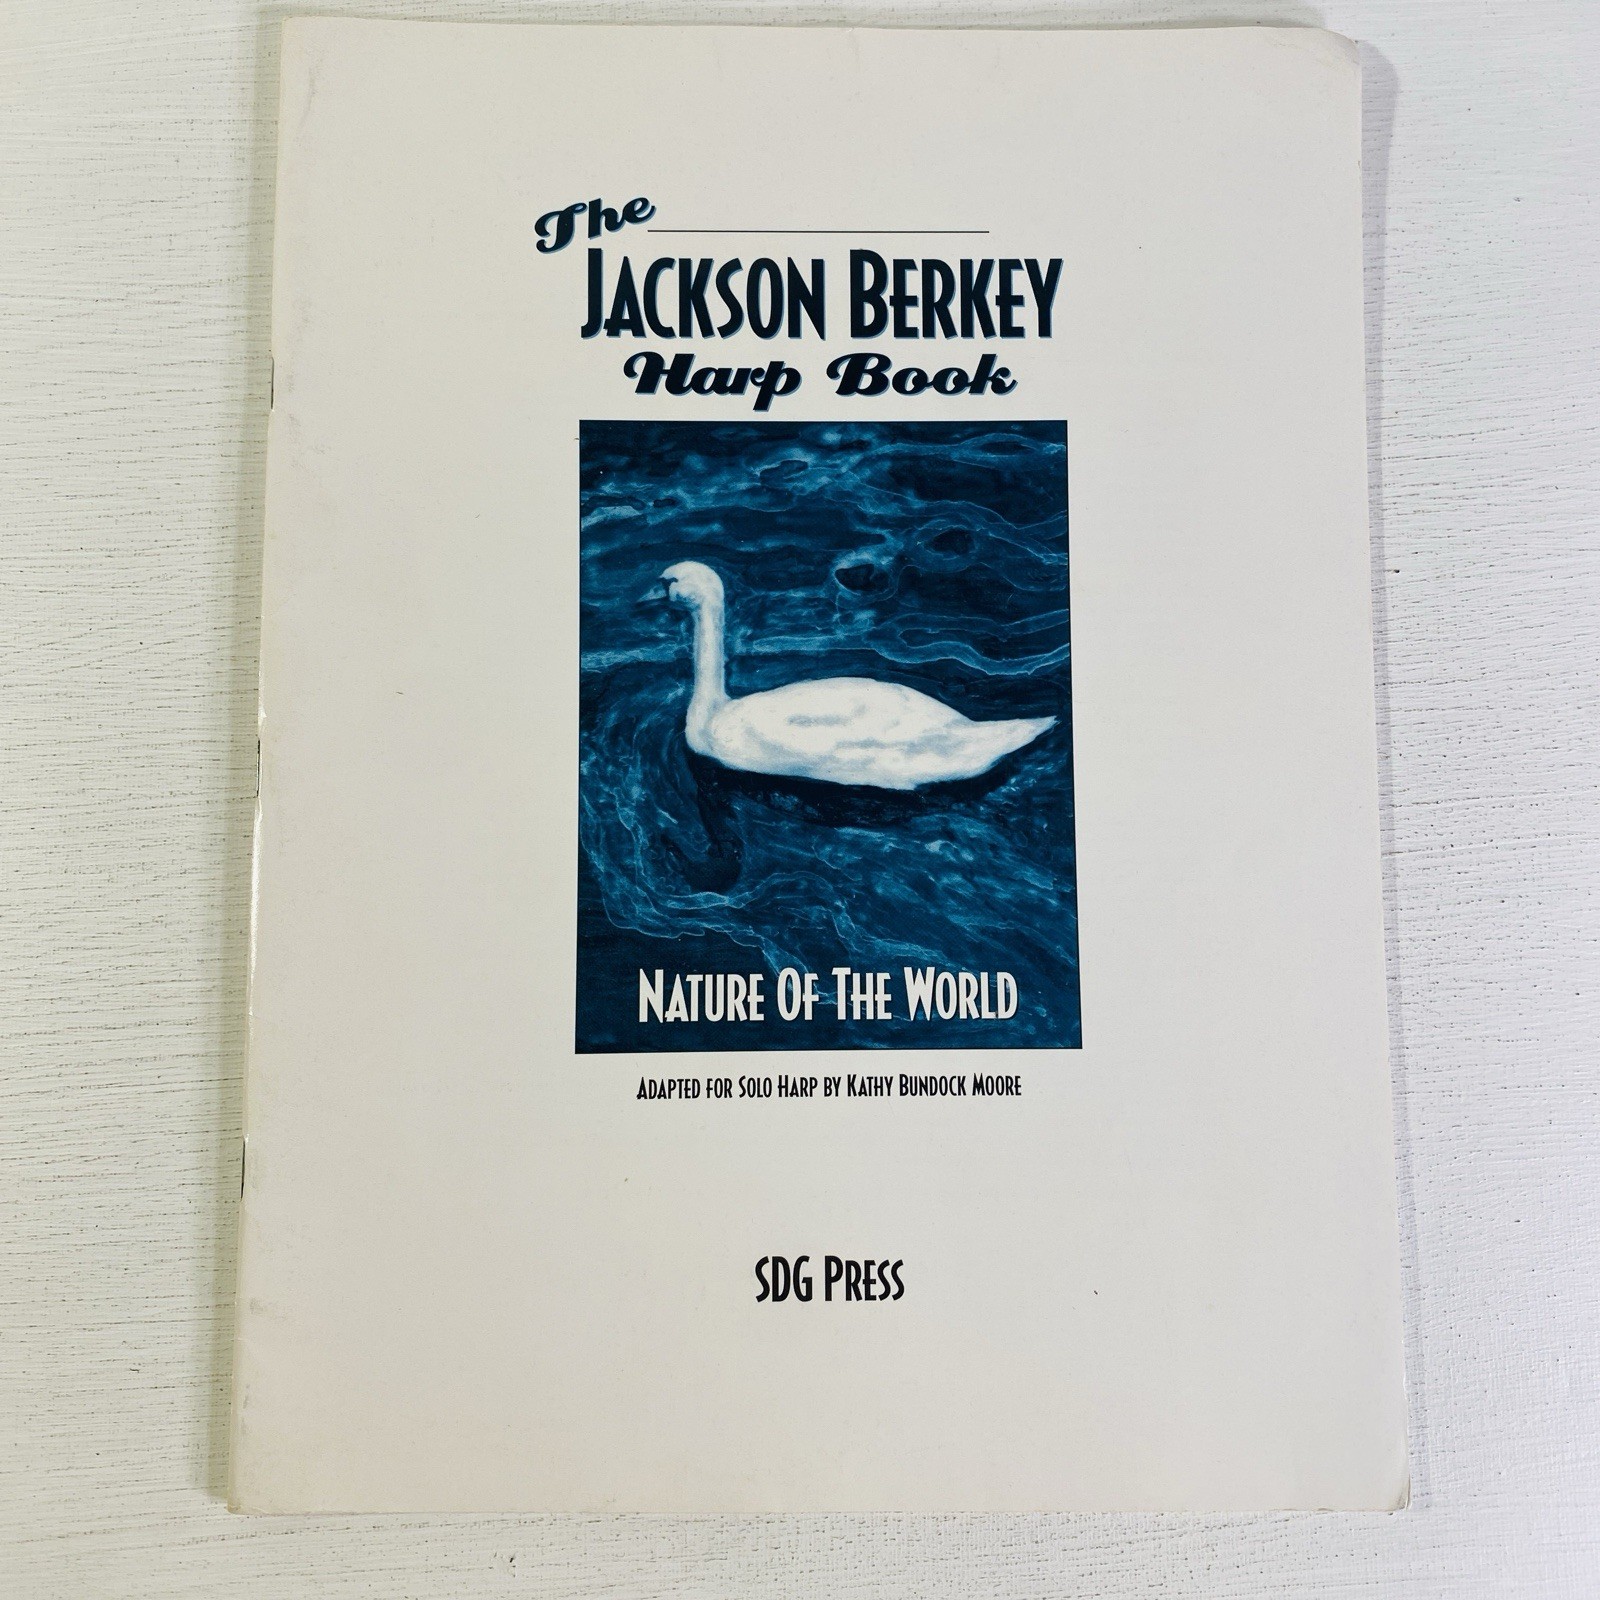 The
JACKSON BERKEY
Harp Book
NATURE OF THE WORLD
ADAPTED FOR SOLO HARP BY KATHY BUNDOCK MOORE
SDG PRESS